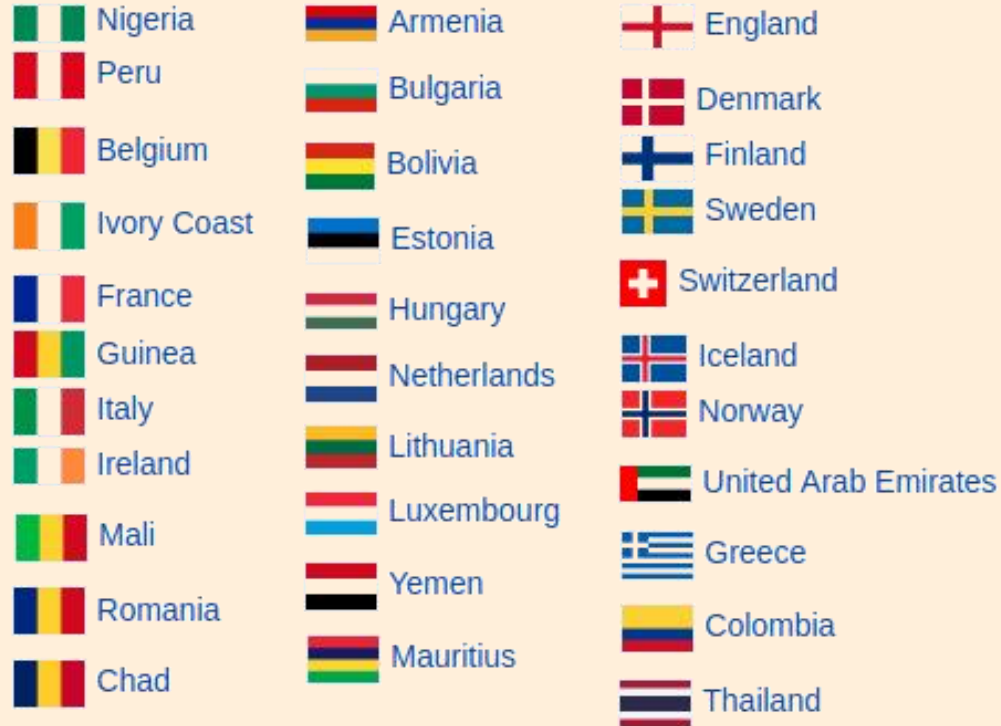 Nigeria
Peru
Belgium
Ivory Coast
France
Guinea
Italy
Ireland
Mali
Romania
Chad
Armenia
Bulgaria
Bolivia
Estonia
Hungary
Netherlands
Lithuania
Luxembourg
Yemen
Mauritius
England
Denmark
Finland
Sweden
Switzerland
Iceland
Norway
United Arab Emirates
Greece
Colombia
Thailand